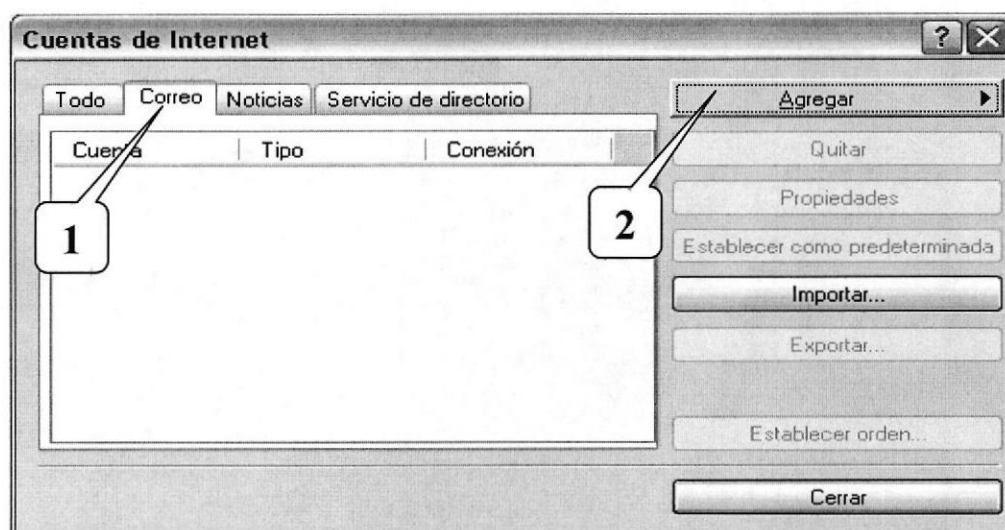 Cuentas de Internet
Todo Correo Noticias Servicio de directorio
Cuenta Tipo Conexión
1
2
Agregar
Quitar
Propiedades
Establecer como predeterminada
Importar...
Exportar...
Establecer orden...
Cerrar